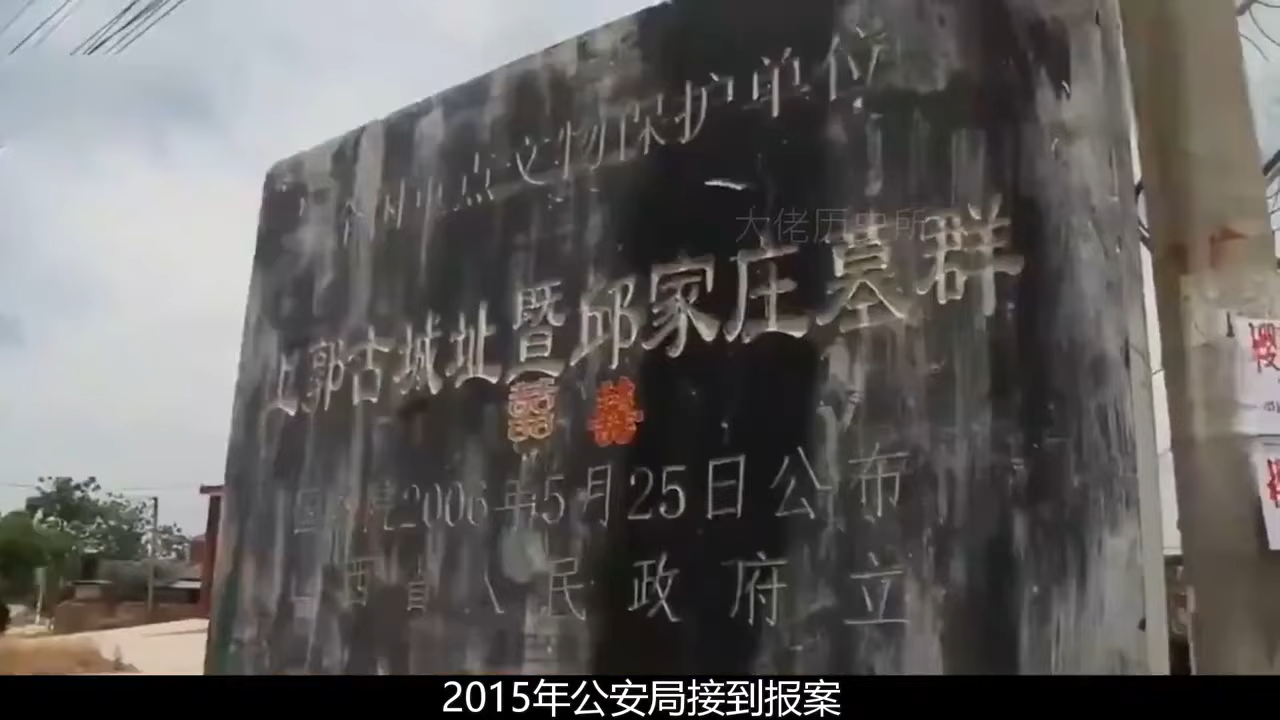 全国重点文物保护单位
大佬历史所
上郭古城址暨邱家庄墓群
囍 囍
国务院2006年5月25日公布
山西省人民政府立
2015年公安局接到报案